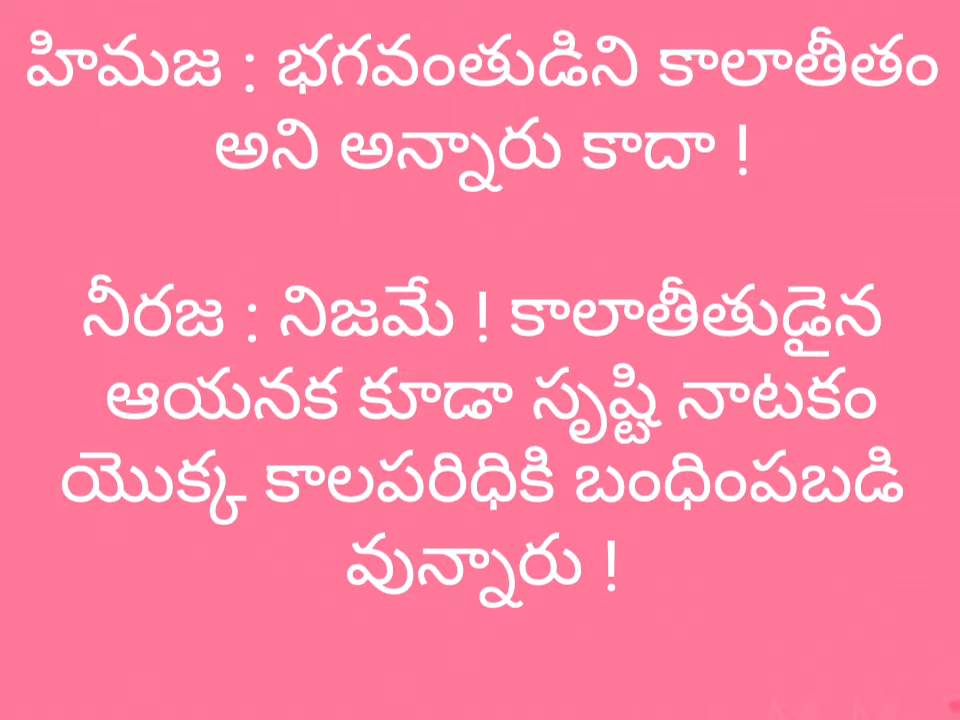 హిమజ : భగవంతుడిని కాలాతీతం
అని అన్నారు కాదా !
నీరజ : నిజమే ! కాలాతీతుడైన
ఆయనక కూడా సృష్టి నాటకం
యొక్క కాలపరిధికి బంధింపబడి
వున్నారు !